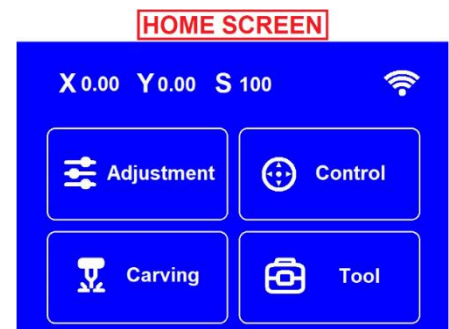 HOME SCREEN
X 0.00 Y 0.00 S 100
Adjustment
Control
Carving
Tool